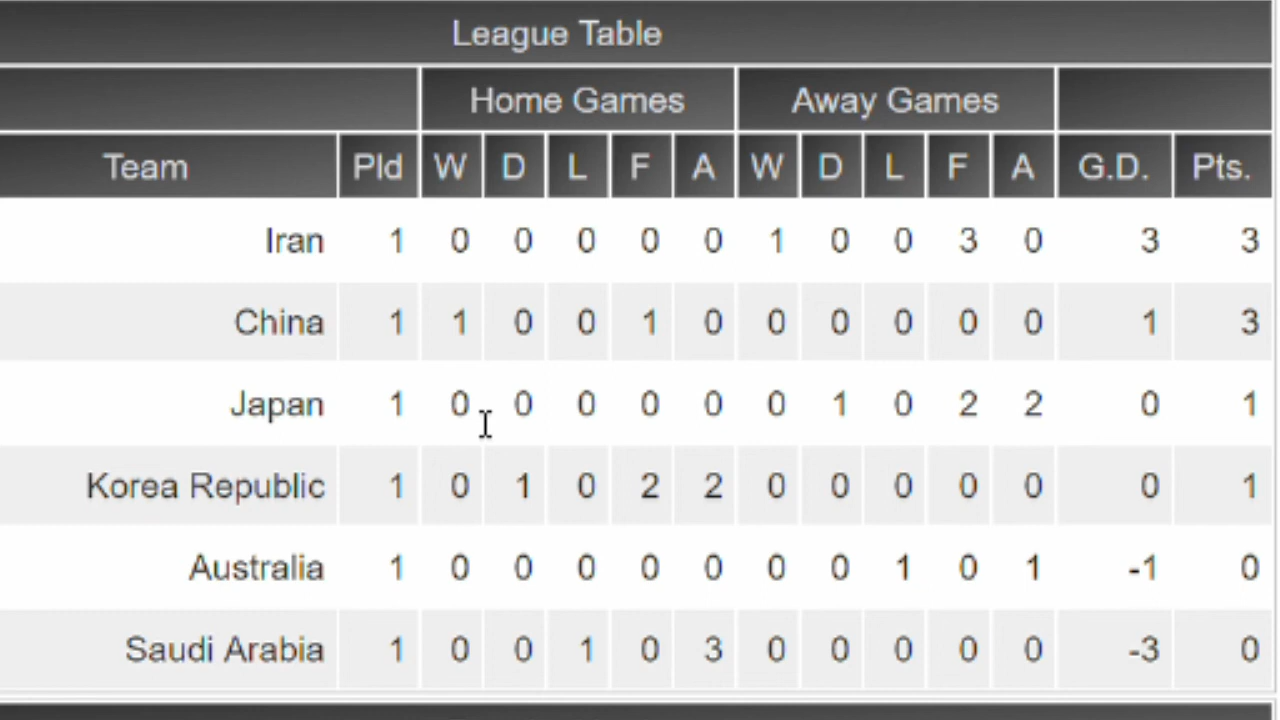 League Table
Home Games Away Games
Team Pld W D L F A W D L F A G.D. Pts.
Iran 1 0 0 0 0 0 1 0 0 3 0 3 3
China 1 1 0 0 1 0 0 0 0 0 0 1 3
Japan 1 0 0 0 0 0 0 1 0 2 2 0 1
Korea Republic 1 0 1 0 2 2 0 0 0 0 0 0 1
Australia 1 0 0 0 0 0 0 0 1 0 1 -1 0
Saudi Arabia 1 0 0 1 0 3 0 0 0 0 0 -3 0